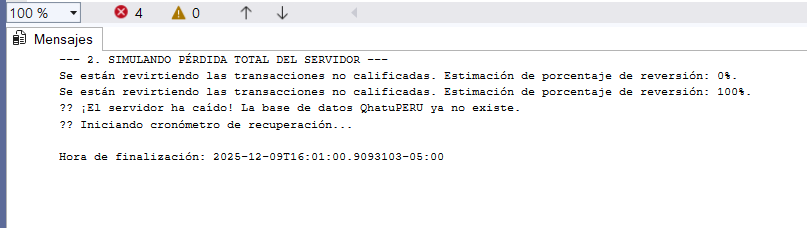 100 %
4
0
Mensajes
--- 2. SIMULANDO PÉRDIDA TOTAL DEL SERVIDOR ---
Se están revirtiendo las transacciones no calificadas. Estimación de porcentaje de reversión: 0%.
Se están revirtiendo las transacciones no calificadas. Estimación de porcentaje de reversión: 100%.
?? ¡El servidor ha caído! La base de datos QhatuPERU ya no existe.
?? Iniciando cronómetro de recuperación...
Hora de finalización: 2025-12-09T16:01:00.9093103-05:00